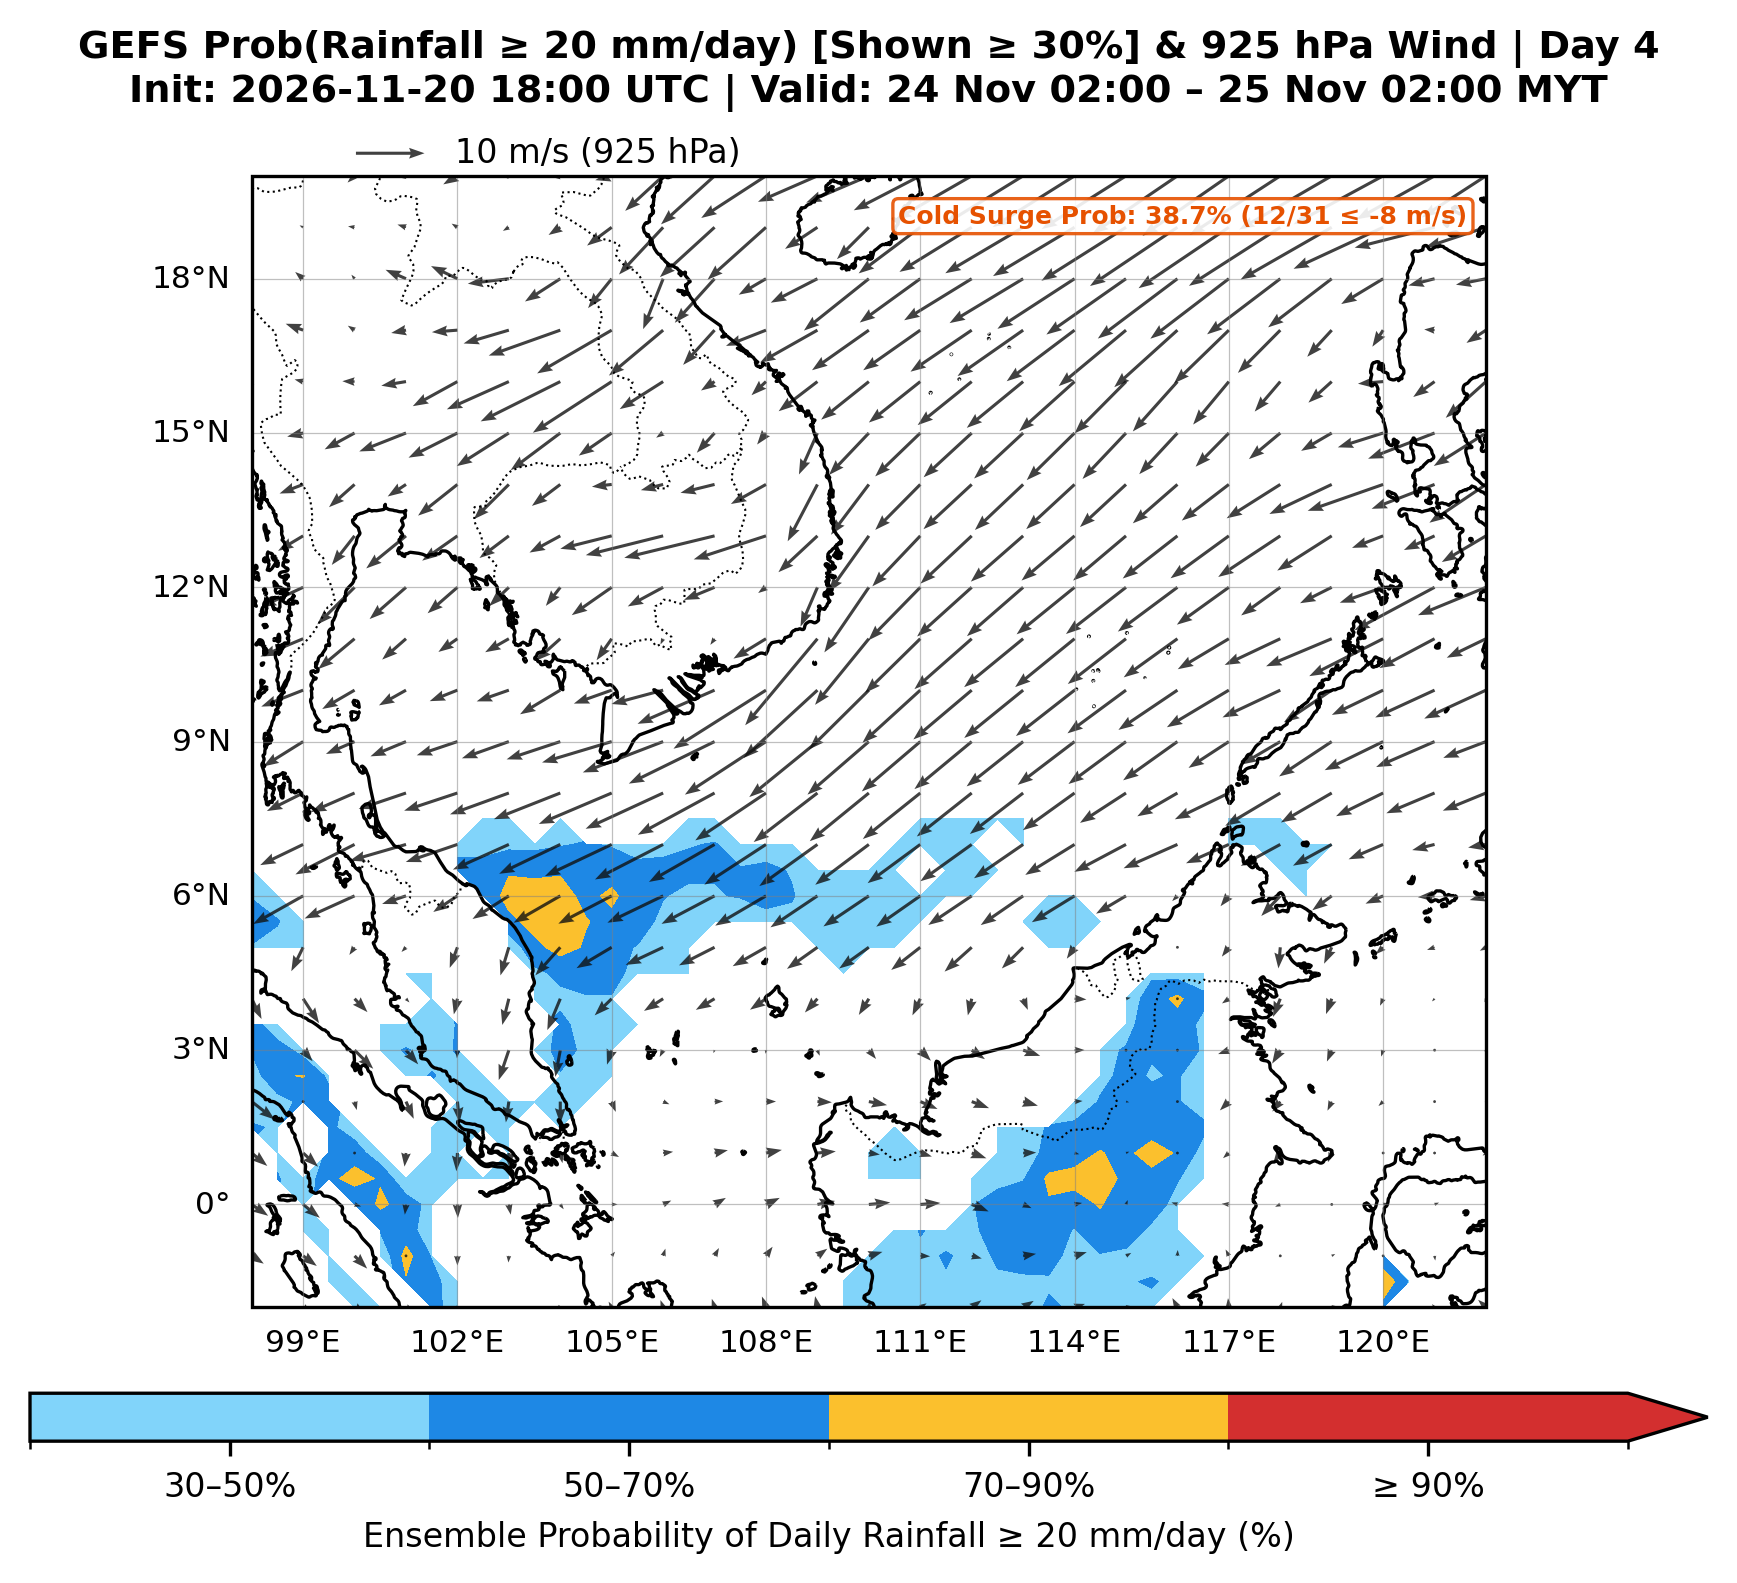 GEFS Prob(Rainfall ≥ 20 mm/day) [Shown ≥ 30%] & 925 hPa Wind | Day 4
Init: 2026-11-20 18:00 UTC | Valid: 24 Nov 02:00 – 25 Nov 02:00 MYT
10 m/s (925 hPa)
Cold Surge Prob: 38.7% (12/31 ≤ -8 m/s)
18°N
15°N
12°N
9°N
6°N
3°N
0°
99°E 102°E 105°E 108°E 111°E 114°E 117°E 120°E
30–50% 50–70% 70–90% ≥ 90%
Ensemble Probability of Daily Rainfall ≥ 20 mm/day (%)